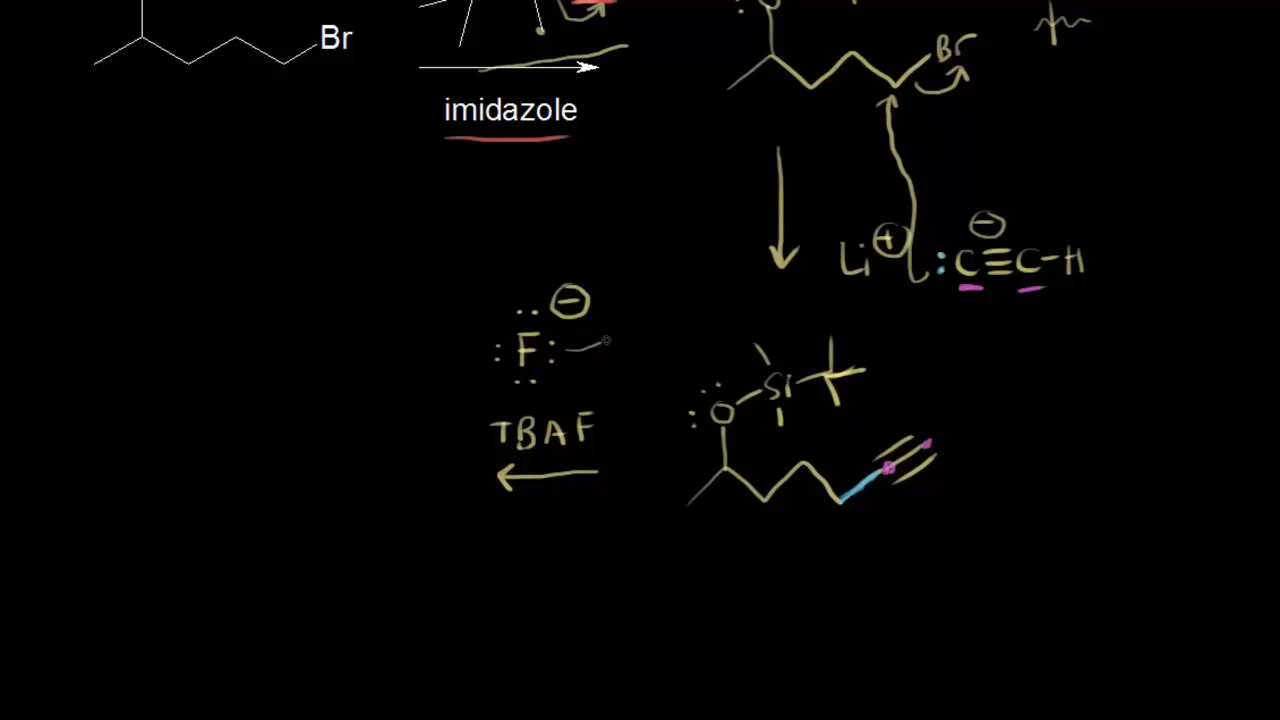 Br
imidazole
Br
Li⊕ :C≡C-H
⊖
⊖
:F:
TBAF
Si
:O